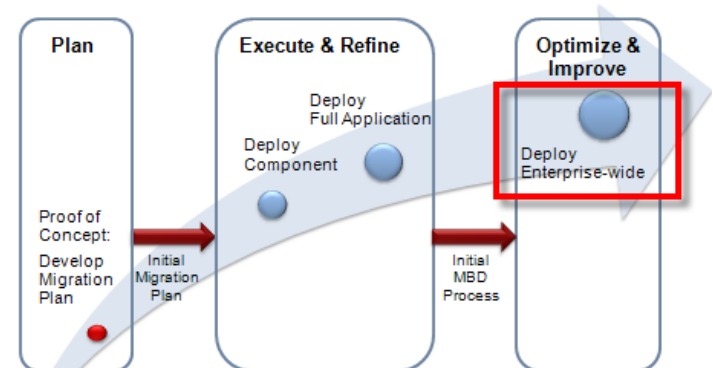 Plan
Proof of
Concept:
Develop
Migration
Plan
Initial
Migration
Plan
Execute & Refine
Deploy
Component
Deploy
Full Application
Initial
MBD
Process
Optimize &
Improve
Deploy
Enterprise-wide